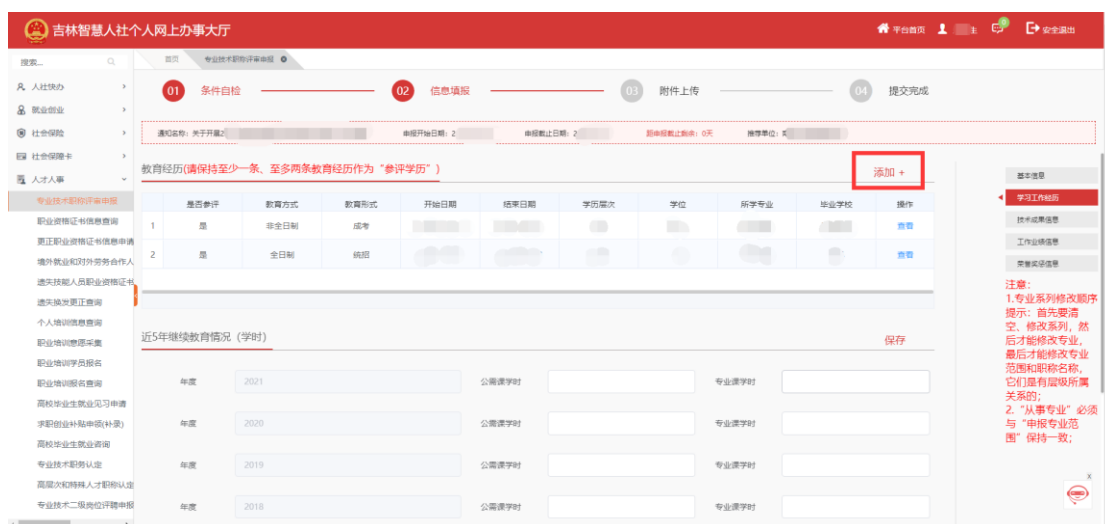 吉林智慧人社个人网上办事大厅
平台首页
安全退出
搜索...
首页
专业技术职称评审申报
人社快办
就业创业
社会保险
社会保障卡
人才人事
专业技术职称评审申报
职业资格证书信息查询
更正职业资格证书信息申请
境外就业和对外劳务合作人
遗失技能人员职业资格证书
遗失换发更正查询
个人培训信息查询
职业培训意愿采集
职业培训学员报名
职业培训报名查询
高校毕业生就业见习申请
求职创业补贴申领(补录)
高校毕业生就业咨询
专业技术职务认定
高层次和特殊人才职称认定
专业技术二级岗位评聘申报
01 条件自检
02 信息填报
03 附件上传
04 提交完成
通知名称：关于开展2
申报开始日期：2
申报截止日期：2
距申报截止剩余：0天
推荐单位：
教育经历(请保持至少一条、至多两条教育经历作为“参评学历”)
添加 +
是否参评 教育方式 教育形式 开始日期 结束日期 学历层次 学位 所学专业 毕业学校 操作
1 是 非全日制 成考 查看
2 是 全日制 统招 查看
近5年继续教育情况（学时）
保存
年度 2021 公需课学时 专业课学时
年度 2020 公需课学时 专业课学时
年度 2019 公需课学时 专业课学时
年度 2018 公需课学时 专业课学时
基本信息
学习工作经历
技术成果信息
工作业绩信息
荣誉奖惩信息
注意：
1.专业系列修改顺序
提示：首先要清
空、修改系列，然
后才能修改专业，
最后才能修改专业
范围和职称名称，
它们是有层级所属
关系的；
2.“从事专业”必须
与“申报专业范
围”保持一致；
X